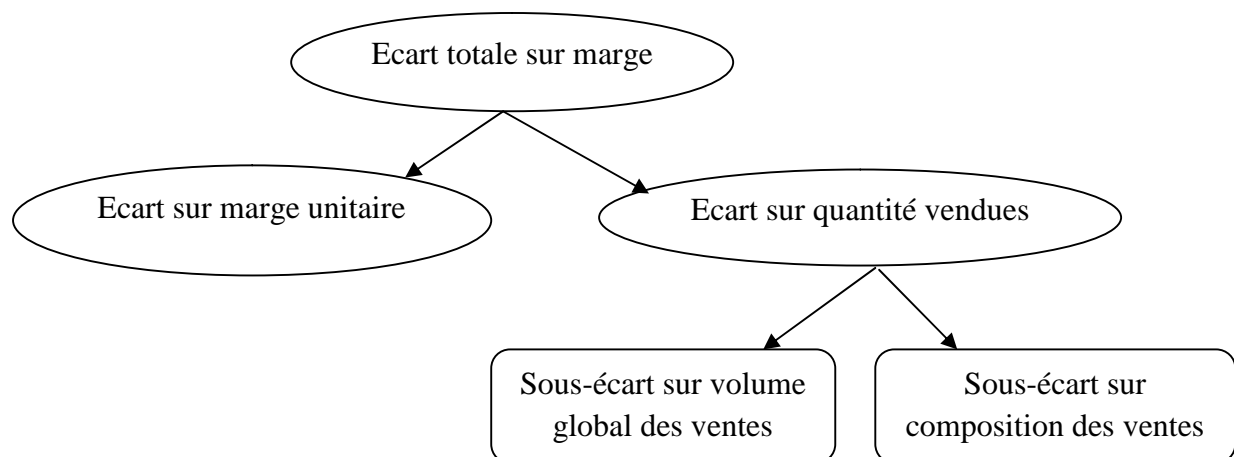 Ecart totale sur marge
Ecart sur marge unitaire
Ecart sur quantité vendues
Sous-écart sur volume
global des ventes
Sous-écart sur
composition des ventes